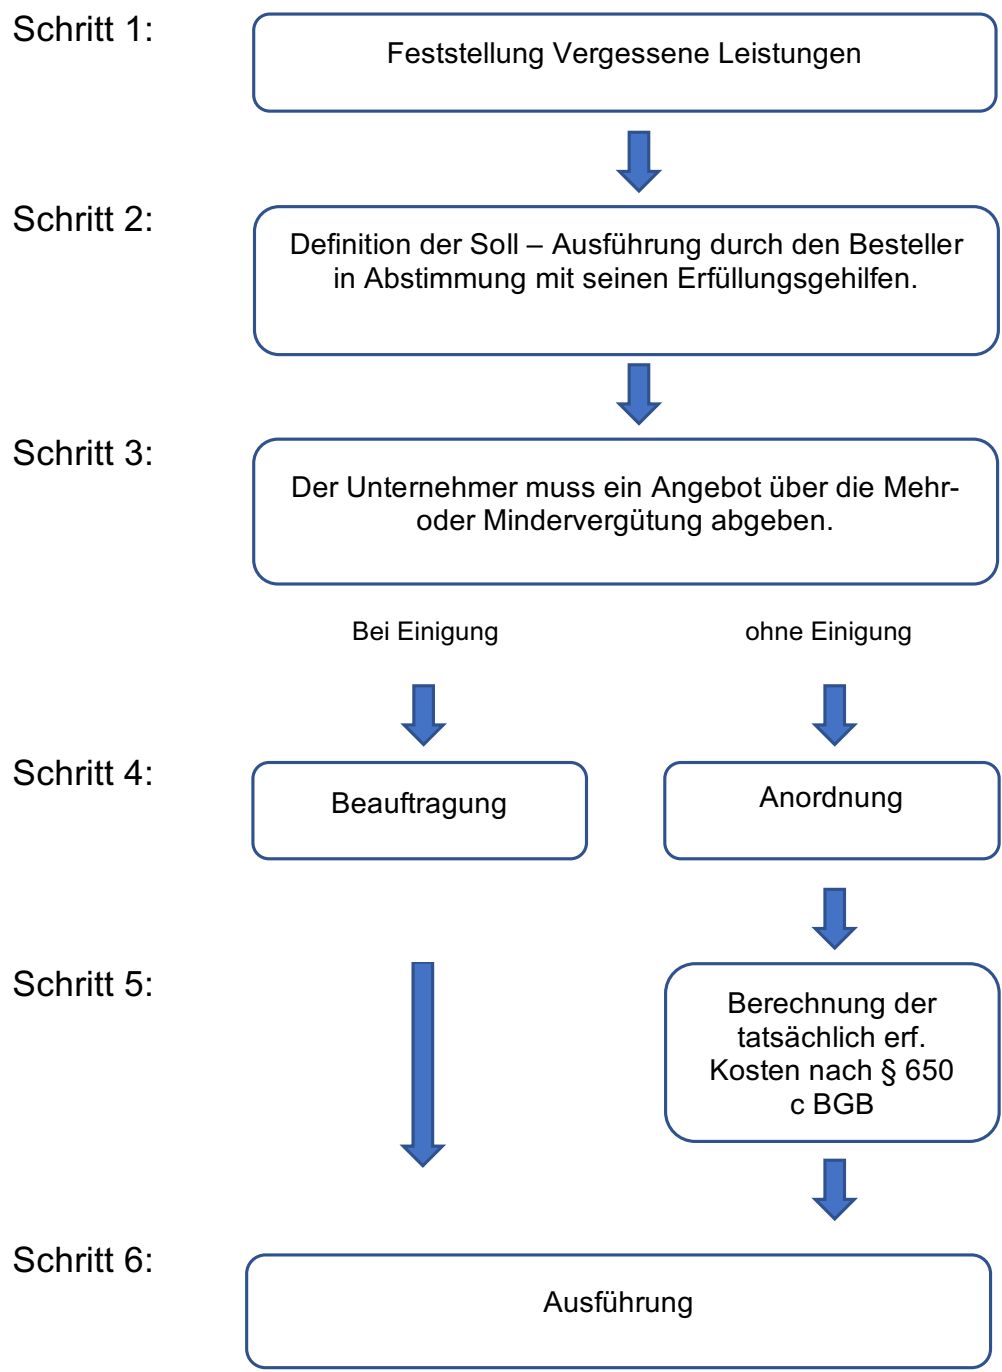 Schritt 1:
Feststellung Vergessene Leistungen
Schritt 2:
Definition der Soll – Ausführung durch den Besteller
in Abstimmung mit seinen Erfüllungsgehilfen.
Schritt 3:
Der Unternehmer muss ein Angebot über die Mehr-
oder Mindervergütung abgeben.
Bei Einigung
ohne Einigung
Schritt 4:
Beauftragung
Anordnung
Schritt 5:
Berechnung der
tatsächlich erf.
Kosten nach § 650
c BGB
Schritt 6:
Ausführung